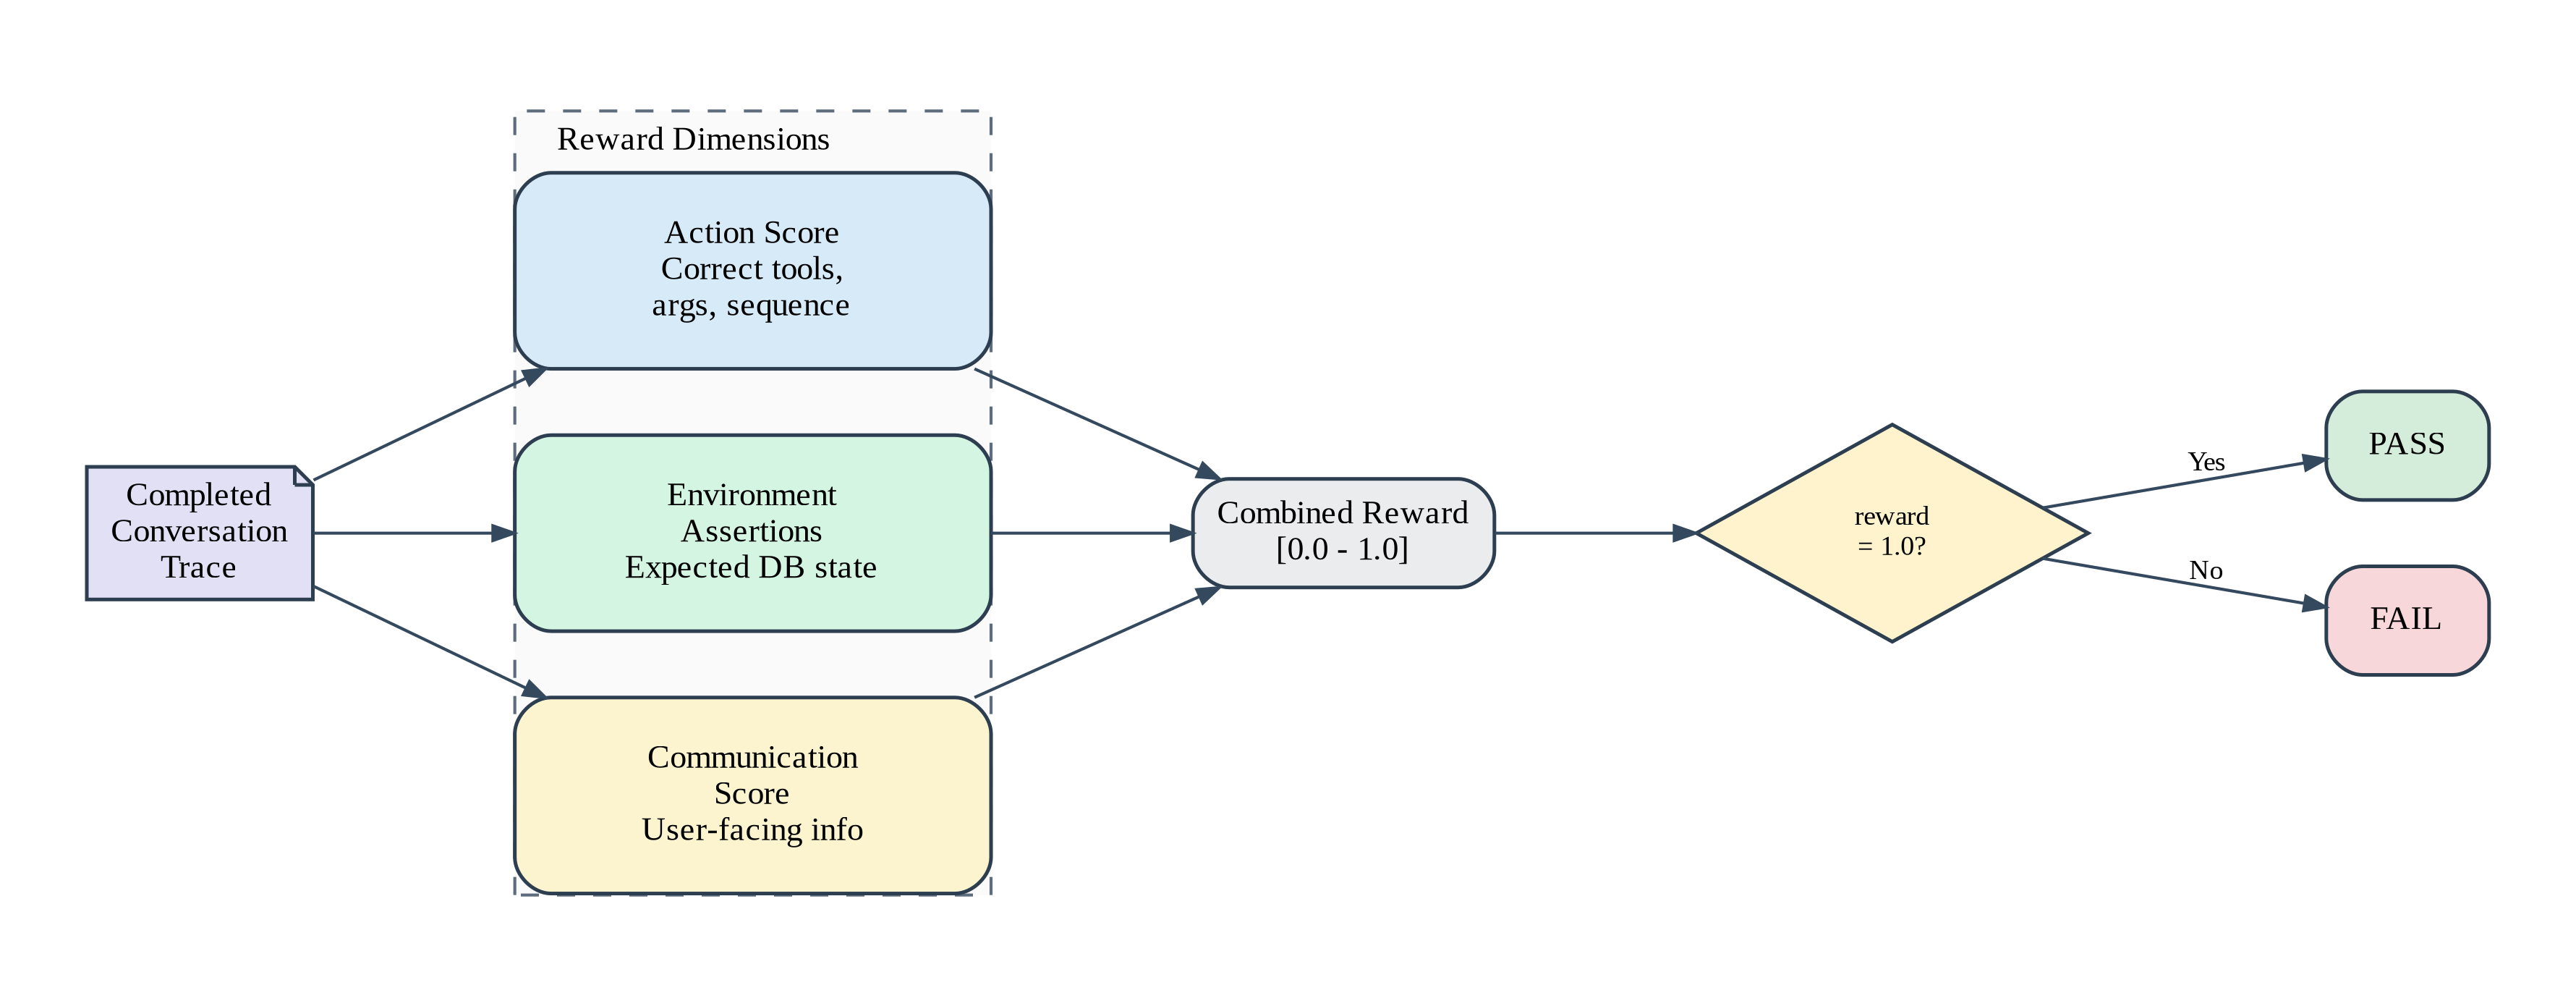 Reward Dimensions
Action Score
Correct tools,
args, sequence
Completed
Conversation
Trace
Environment
Assertions
Expected DB state
Communication
Score
User-facing info
Combined Reward
[0.0 - 1.0]
reward
= 1.0?
Yes
No
PASS
FAIL